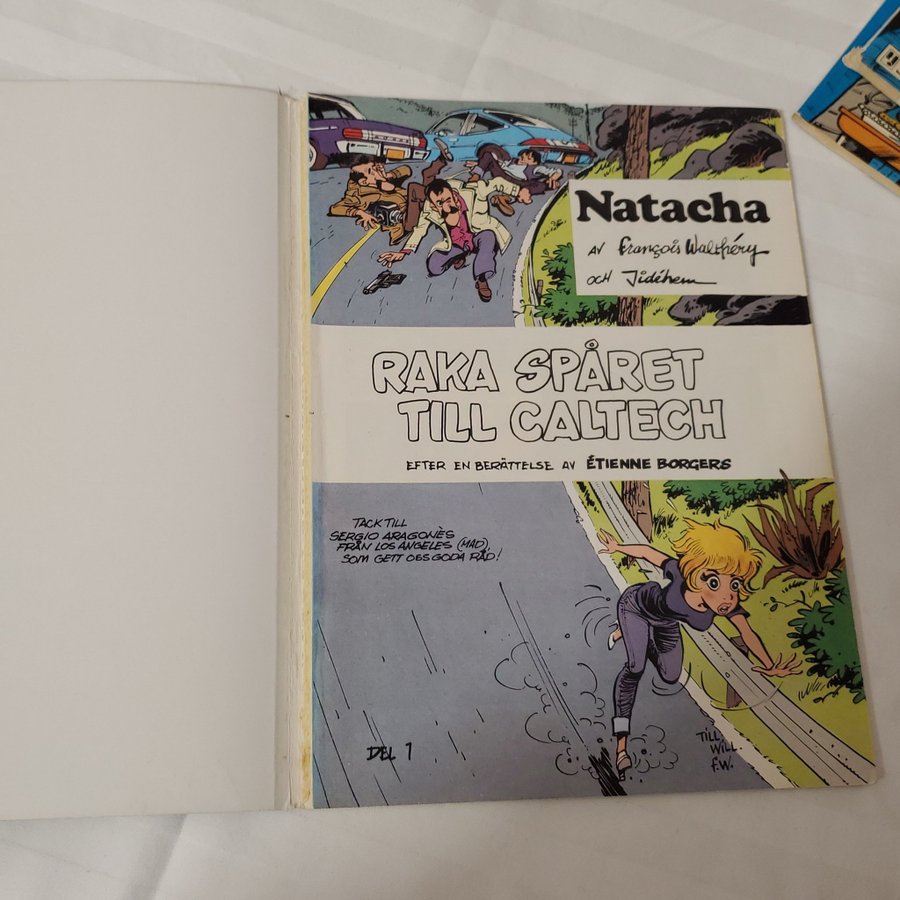 Natacha
AV François Walthéry
OCH Jidéhem
RAKA SPÅRET
TILL CALTECH
EFTER EN BERÄTTELSE AV ÉTIENNE BORGERS
TACK TILL
SERGIO ARAGONÈS
FRÅN LOS ANGELES (MAD)
SOM GETT OSS GODA RÅD!
DEL 1
TILL
WILL.
F.W.